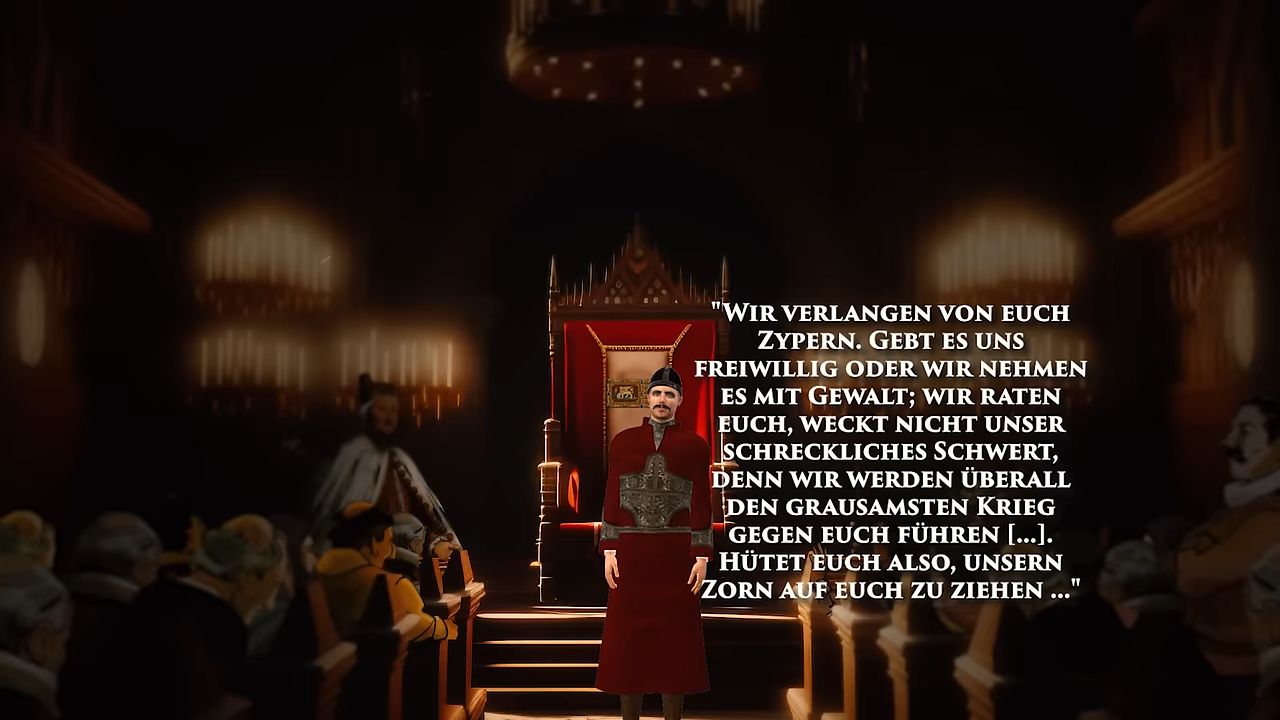 "Wir verlangen von euch
Zypern. Gebt es uns
freiwillig oder wir nehmen
es mit Gewalt; wir raten
euch, weckt nicht unser
schreckliches Schwert,
denn wir werden überall
den grausamsten Krieg
gegen euch führen [...].
Hütet euch also, unsern
Zorn auf euch zu ziehen ..."